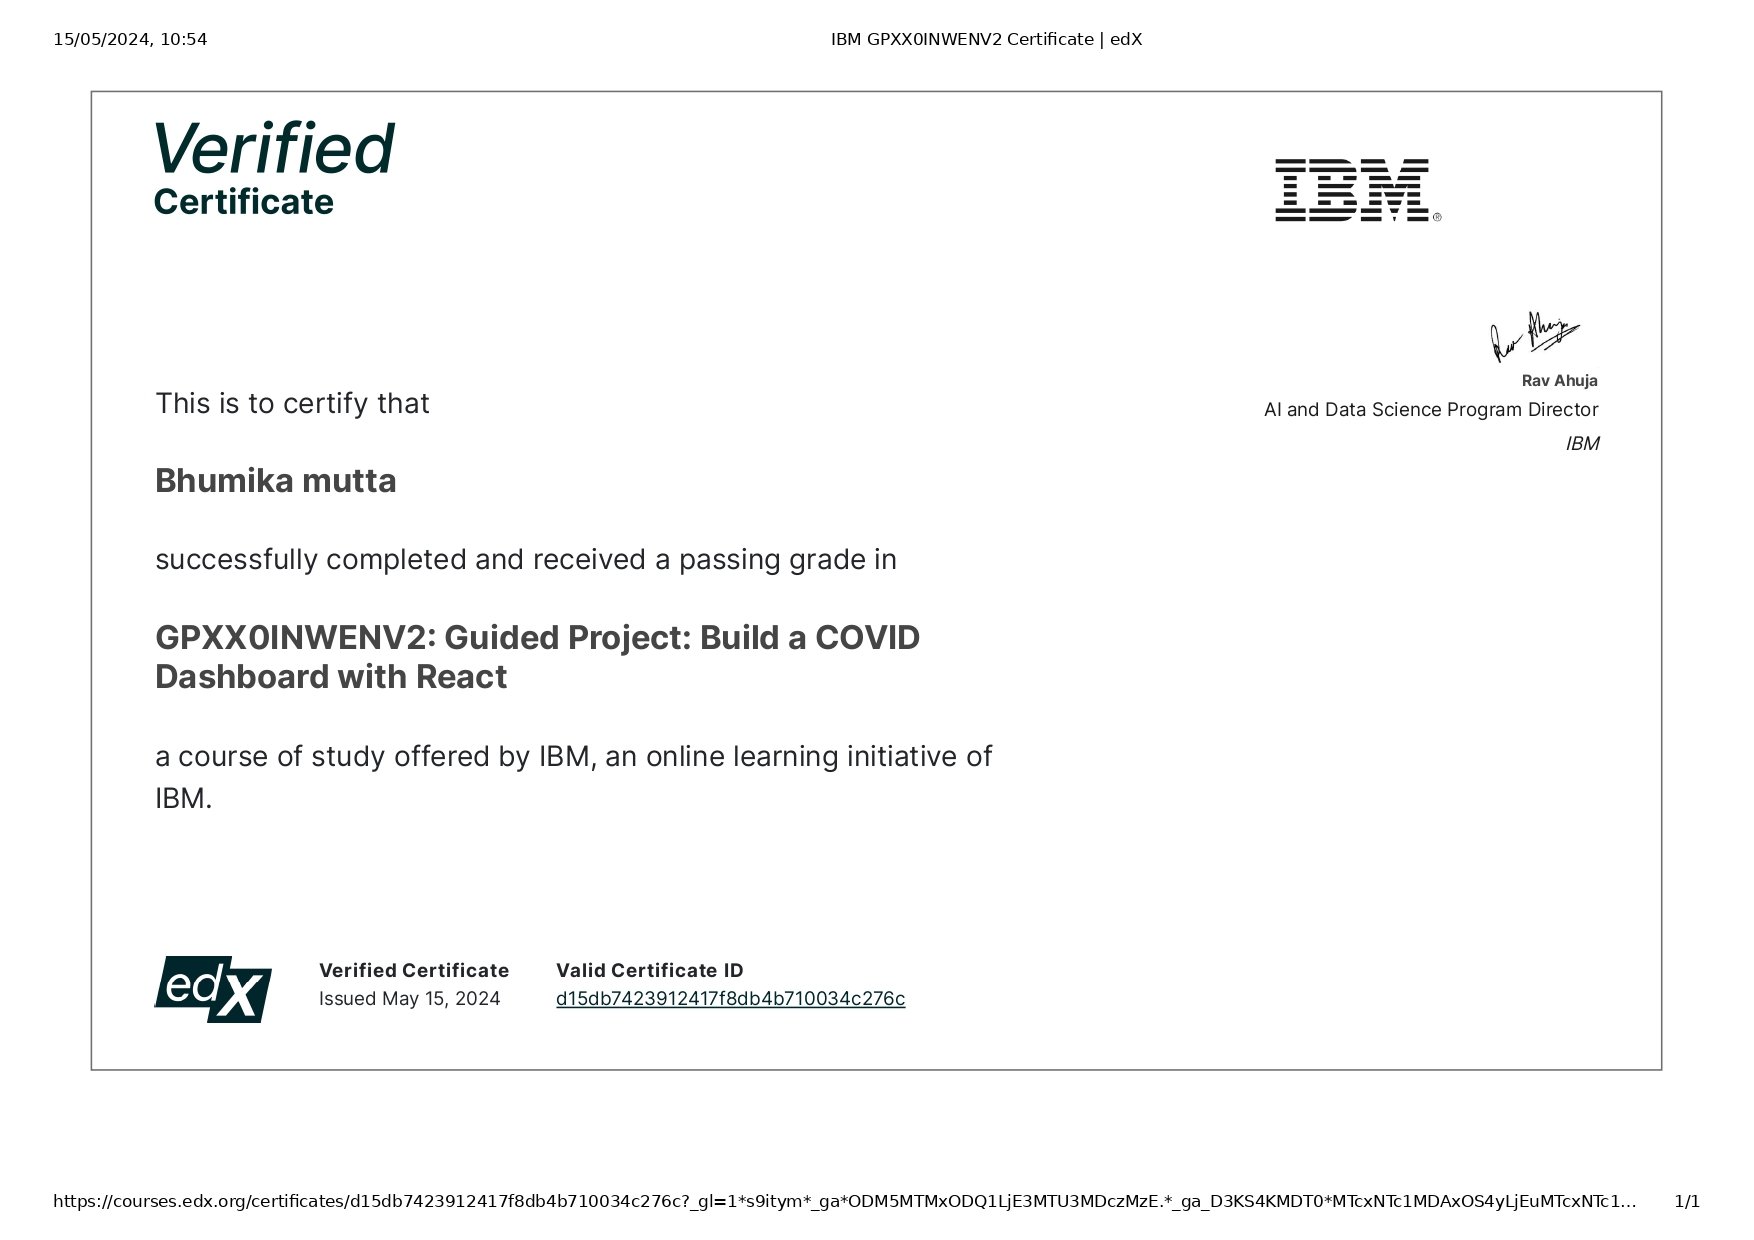 15/05/2024, 10:54
IBM GPXX0INWENV2 Certificate | edX
Verified
Certificate
IBM®
Rav Ahuja
Rav Ahuja
AI and Data Science Program Director
IBM
This is to certify that
Bhumika mutta
successfully completed and received a passing grade in
GPXX0INWENV2: Guided Project: Build a COVID
Dashboard with React
a course of study offered by IBM, an online learning initiative of
IBM.
edX
Verified Certificate
Issued May 15, 2024
Valid Certificate ID
d15db7423912417f8db4b710034c276c
https://courses.edx.org/certificates/d15db7423912417f8db4b710034c276c?_gl=1*s9itym*_ga*ODM5MTMxODQ1LjE3MTU3MDczMzE.*_ga_D3KS4KMDT0*MTcxNTc1MDAxOS4yLjEuMTcxNTc1…
1/1